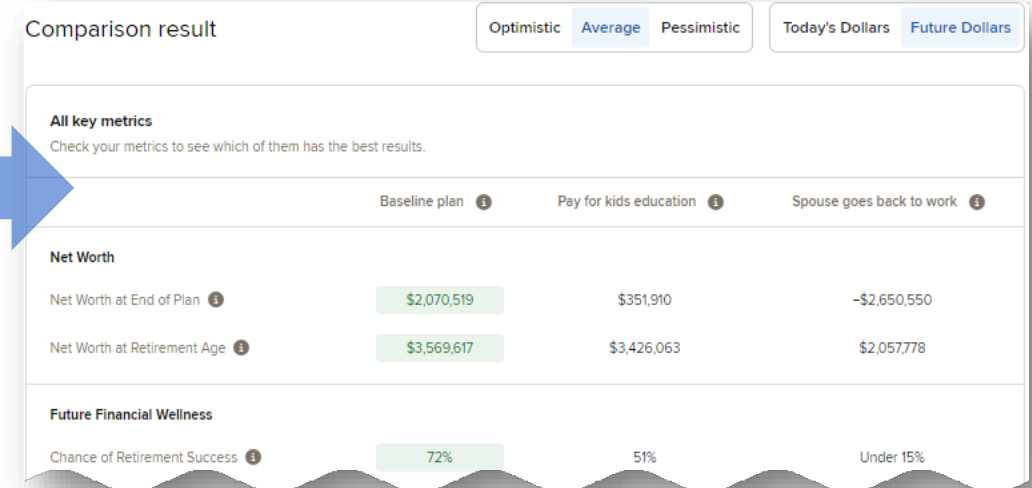 Comparison result
Optimistic Average Pessimistic
Today's Dollars Future Dollars
All key metrics
Check your metrics to see which of them has the best results.
Baseline plan Pay for kids education Spouse goes back to work
Net Worth
Net Worth at End of Plan $2,070,519 $351,910 –$2,650,550
Net Worth at Retirement Age $3,569,617 $3,426,063 $2,057,778
Future Financial Wellness
Chance of Retirement Success 72% 51% Under 15%